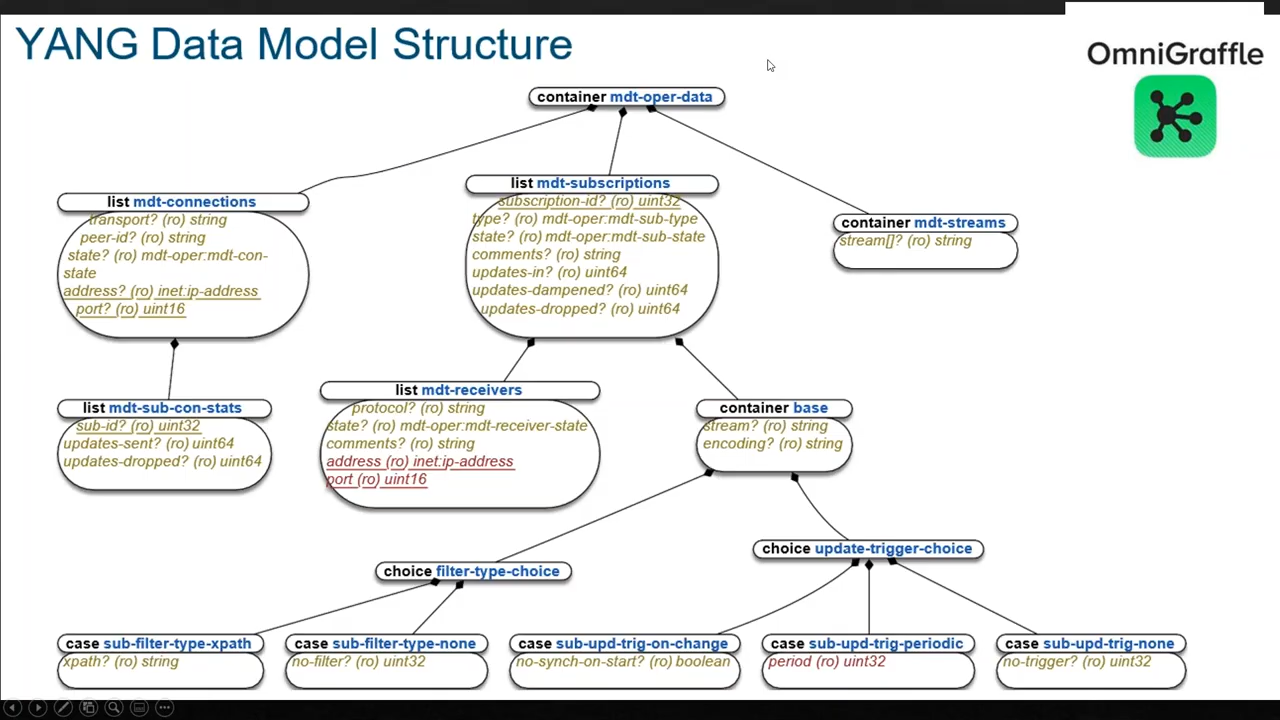 YANG Data Model Structure
OmniGraffle
container mdt-oper-data
list mdt-connections
transport? (ro) string
peer-id? (ro) string
state? (ro) mdt-oper:mdt-con-
state
address? (ro) inet:ip-address
port? (ro) uint16
list mdt-subscriptions
subscription-id? (ro) uint32
type? (ro) mdt-oper:mdt-sub-type
state? (ro) mdt-oper:mdt-sub-state
comments? (ro) string
updates-in? (ro) uint64
updates-dampened? (ro) uint64
updates-dropped? (ro) uint64
container mdt-streams
stream[]? (ro) string
list mdt-sub-con-stats
sub-id? (ro) uint32
updates-sent? (ro) uint64
updates-dropped? (ro) uint64
list mdt-receivers
protocol? (ro) string
state? (ro) mdt-oper:mdt-receiver-state
comments? (ro) string
address (ro) inet:ip-address
port (ro) uint16
container base
stream? (ro) string
encoding? (ro) string
choice filter-type-choice
choice update-trigger-choice
case sub-filter-type-xpath
xpath? (ro) string
case sub-filter-type-none
no-filter? (ro) uint32
case sub-upd-trig-on-change
no-synch-on-start? (ro) boolean
case sub-upd-trig-periodic
period (ro) uint32
case sub-upd-trig-none
no-trigger? (ro) uint32